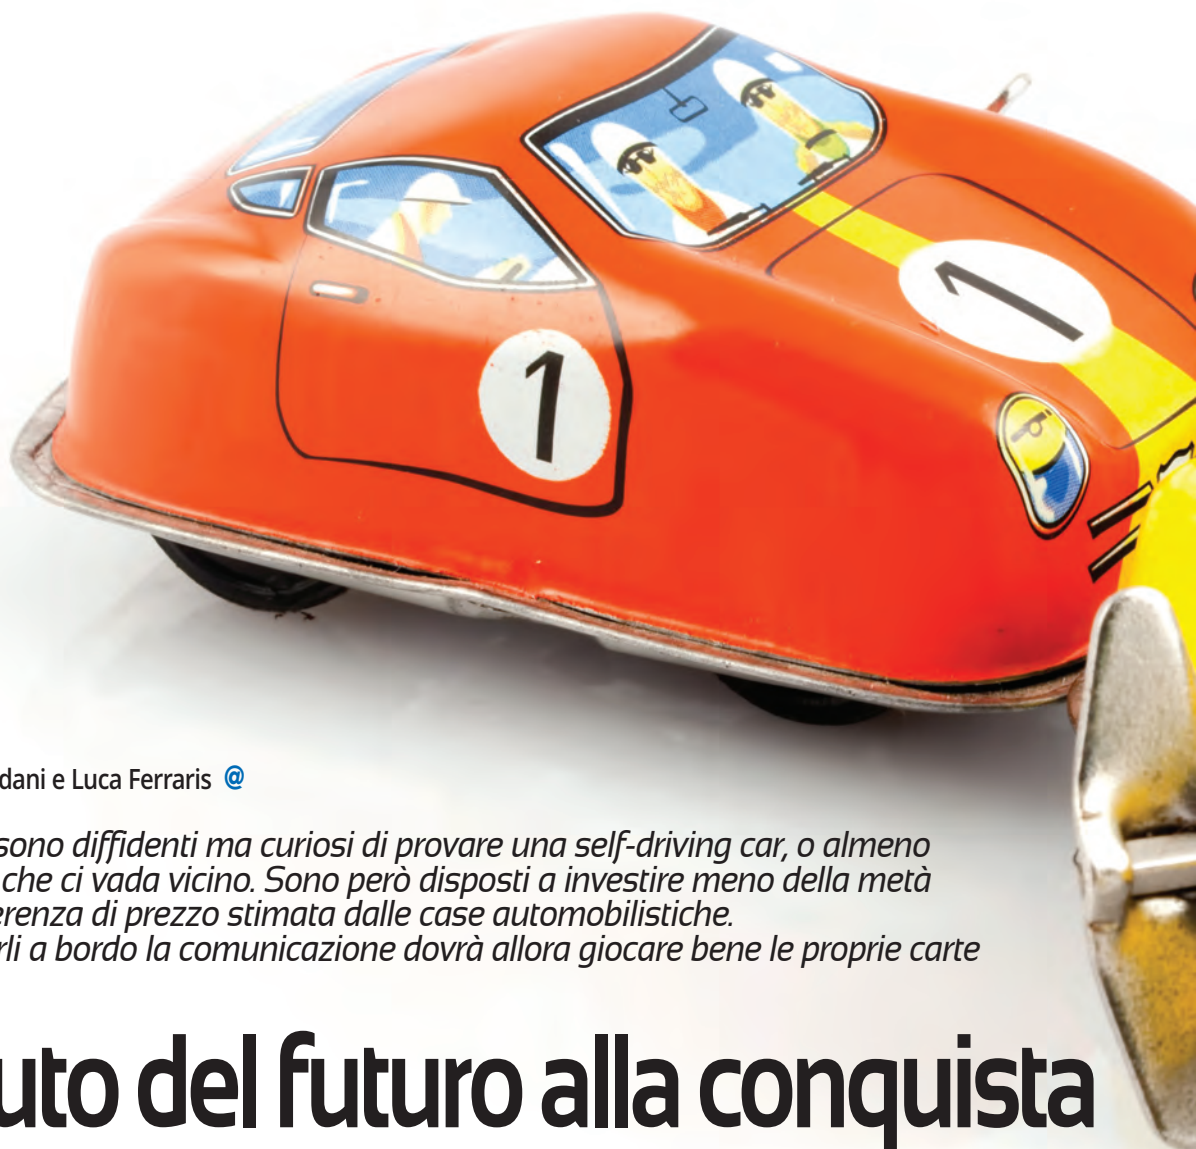 1
1
dani e Luca Ferraris @
sono diffidenti ma curiosi di provare una self-driving car, o almeno
che ci vada vicino. Sono però disposti a investire meno della metà
erenza di prezzo stimata dalle case automobilistiche.
rli a bordo la comunicazione dovrà allora giocare bene le proprie carte
uto del futuro alla conquista